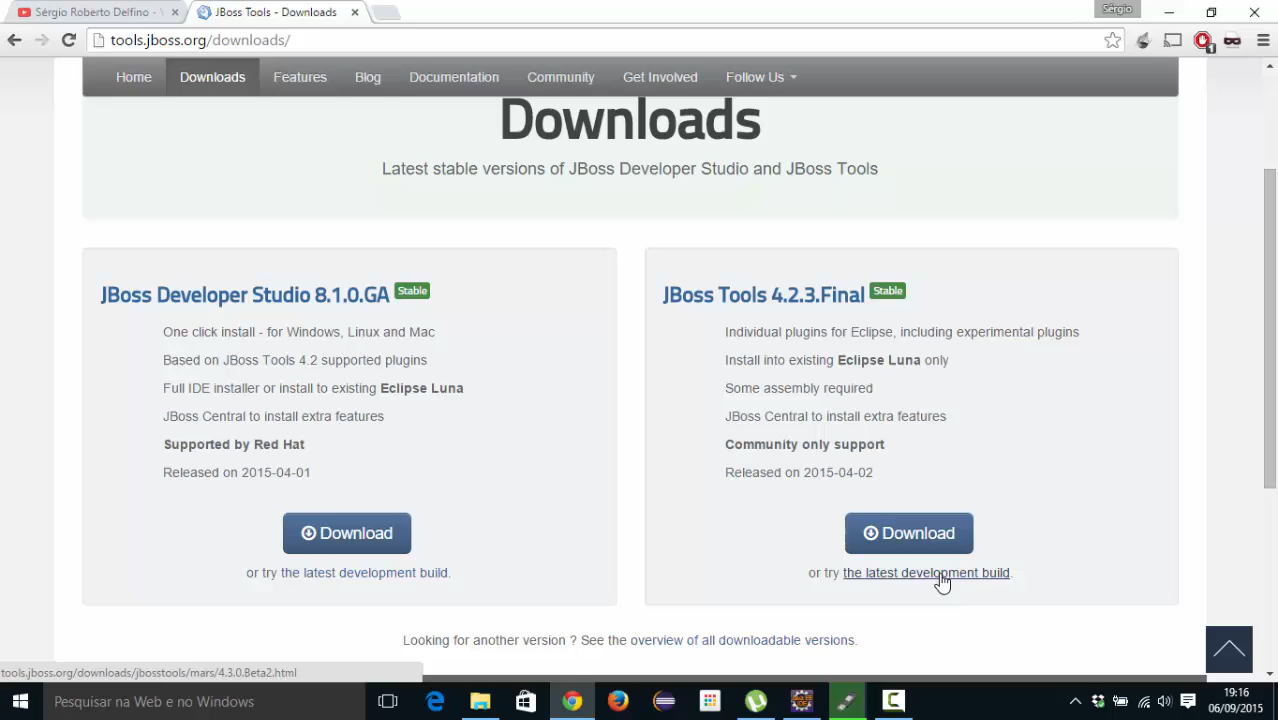 Sérgio Roberto Delfino -
JBoss Tools - Downloads
Sérgio
tools.jboss.org/downloads/
1
Home Downloads Features Blog Documentation Community Get Involved Follow Us
Downloads
Latest stable versions of JBoss Developer Studio and JBoss Tools
JBoss Developer Studio 8.1.0.GA Stable
One click install - for Windows, Linux and Mac
Based on JBoss Tools 4.2 supported plugins
Full IDE installer or install to existing Eclipse Luna
JBoss Central to install extra features
Supported by Red Hat
Released on 2015-04-01
Download
or try the latest development build.
JBoss Tools 4.2.3.Final Stable
Individual plugins for Eclipse, including experimental plugins
Install into existing Eclipse Luna only
Some assembly required
JBoss Central to install extra features
Community only support
Released on 2015-04-02
Download
or try the latest development build.
Looking for another version ? See the overview of all downloadable versions.
tools.jboss.org/downloads/jbosstools/mars/4.3.0.Beta2.html
Pesquisar na Web e no Windows
19:16
06/09/2015